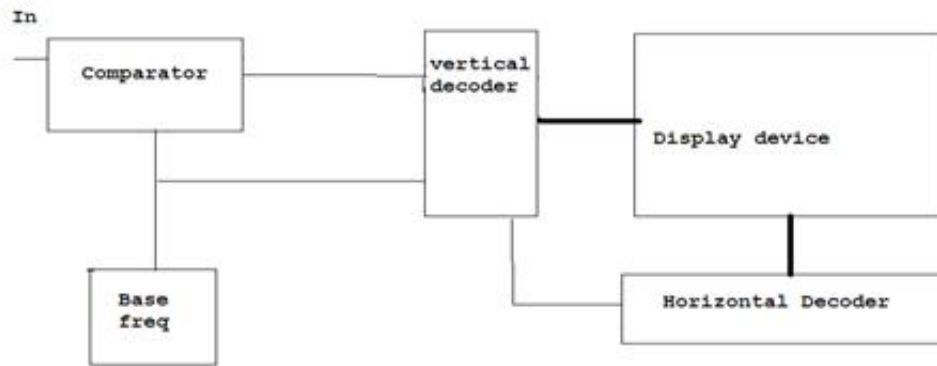 In
Comparator
vertical
decoder
Display device
Base
freq
Horizontal Decoder